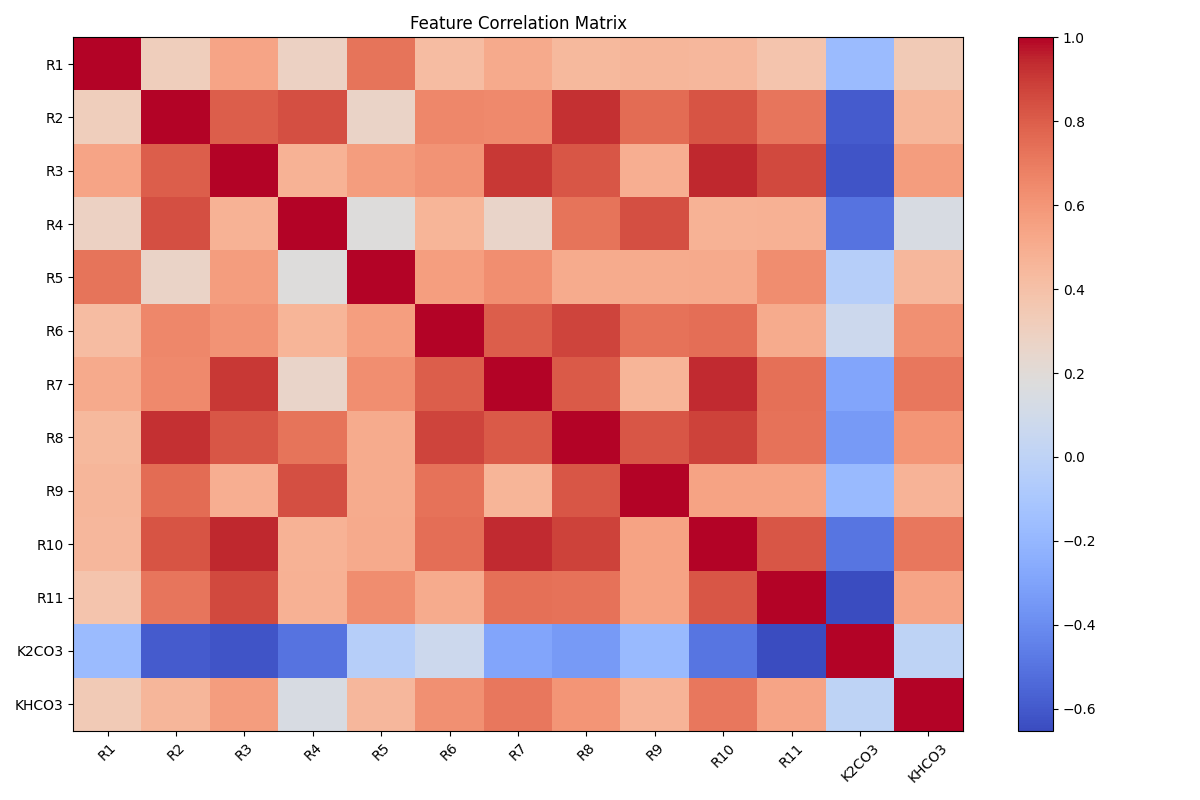 Feature Correlation Matrix
R1
R2
R3
R4
R5
R6
R7
R8
R9
R10
R11
K2CO3
KHCO3
R1 R2 R3 R4 R5 R6 R7 R8 R9 R10 R11 K2CO3 KHCO3
1.0
0.8
0.6
0.4
0.2
0.0
−0.2
−0.4
−0.6